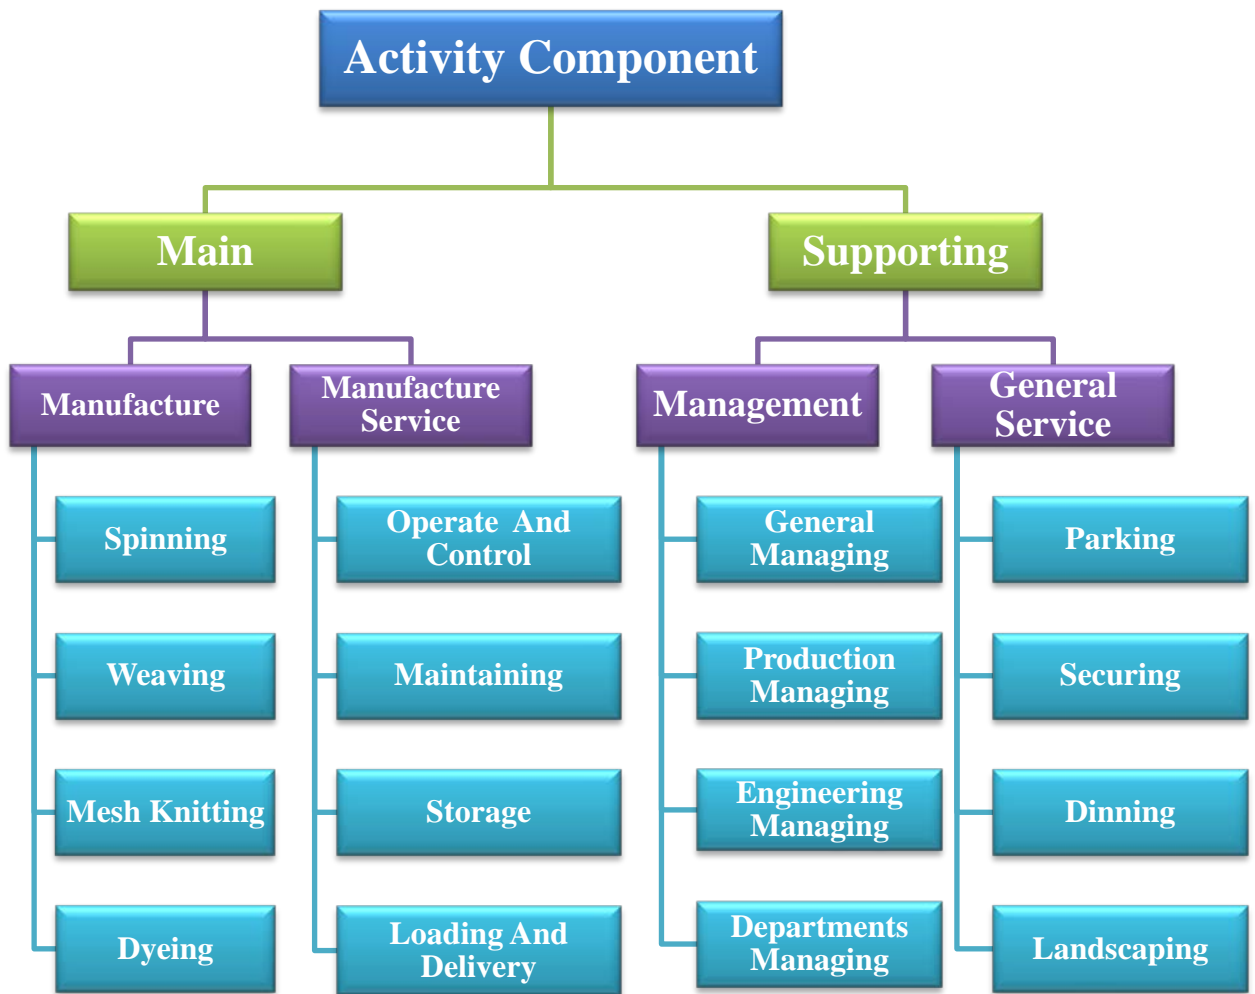 Activity Component
Main
Supporting
Manufacture
Manufacture
Service
Management
General
Service
Spinning
Operate And
Control
General
Managing
Parking
Weaving
Maintaining
Production
Managing
Securing
Mesh Knitting
Storage
Engineering
Managing
Dinning
Dyeing
Loading And
Delivery
Departments
Managing
Landscaping